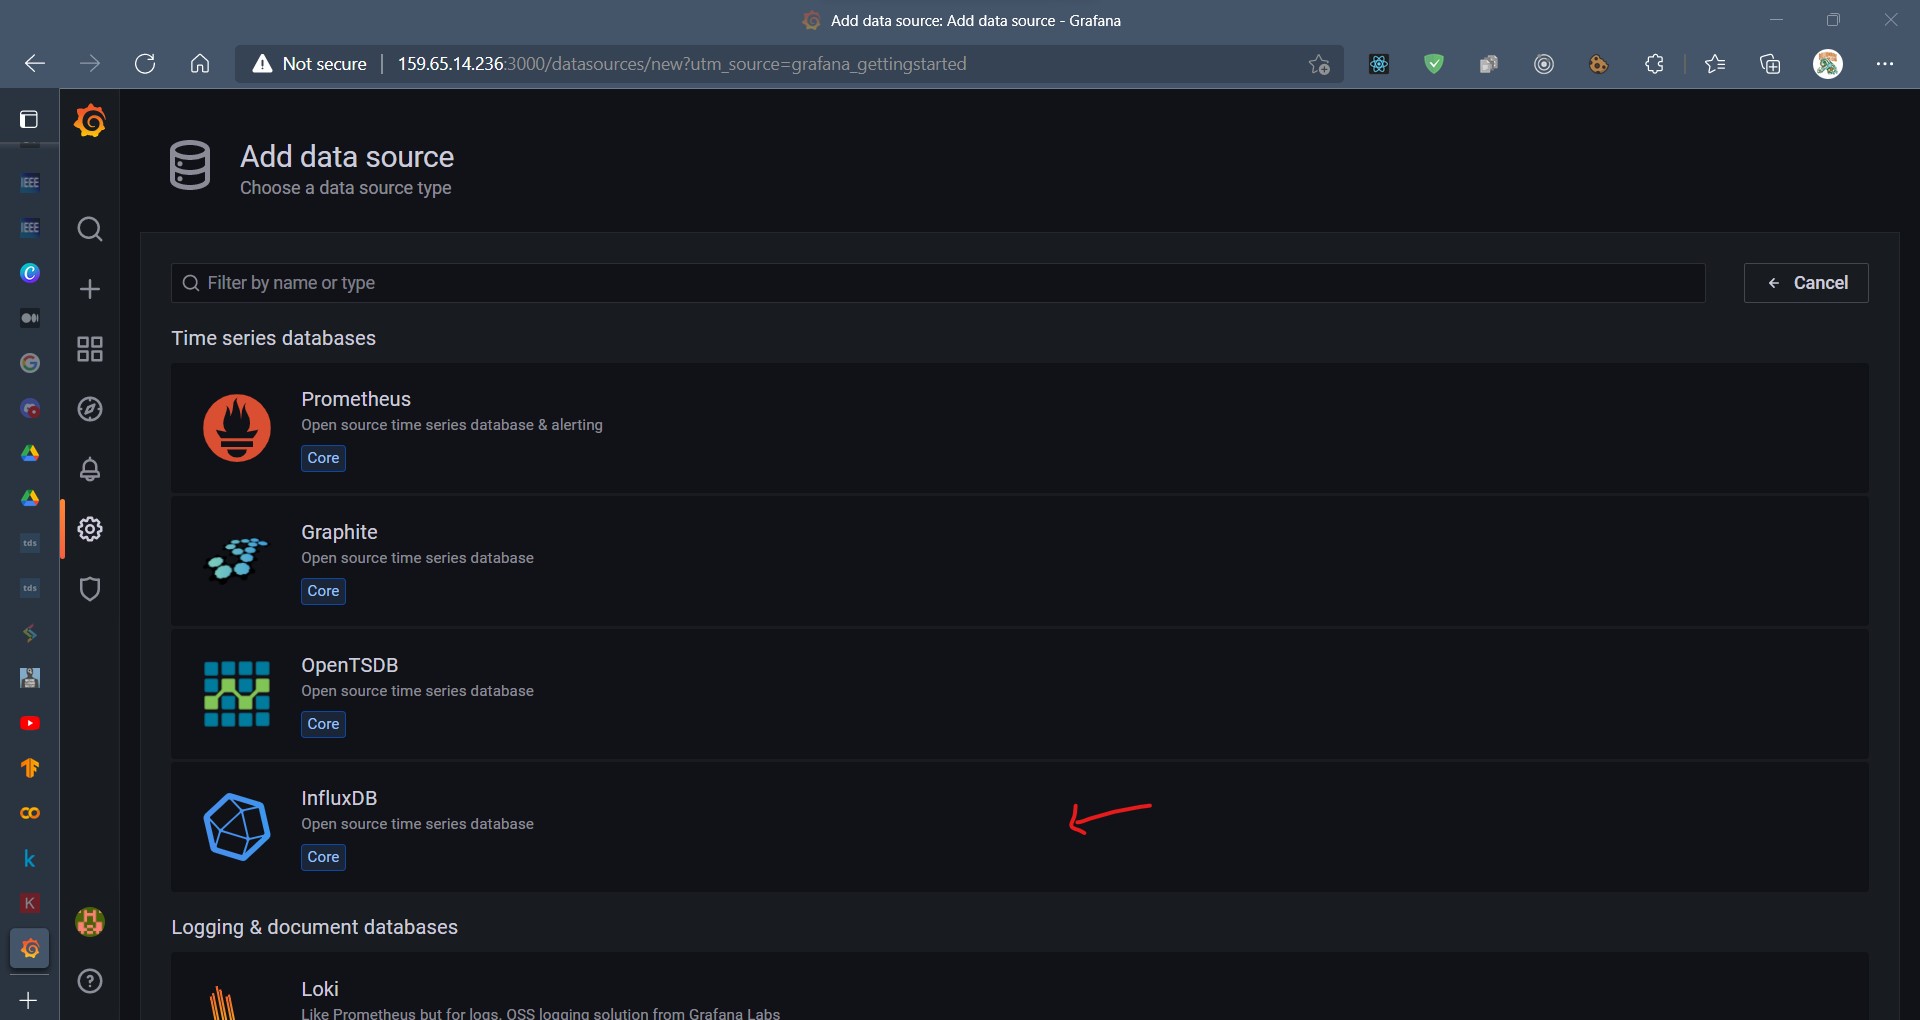 Add data source: Add data source - Grafana
Not secure
159.65.14.236:3000/datasources/new?utm_source=grafana_gettingstarted
IEEE
IEEE
tds
tds
k
K
Add data source
Choose a data source type
Filter by name or type
Cancel
Time series databases
Prometheus
Open source time series database & alerting
Core
Graphite
Open source time series database
Core
OpenTSDB
Open source time series database
Core
InfluxDB
Open source time series database
Core
Logging & document databases
Loki
Like Prometheus but for logs. OSS logging solution from Grafana Labs